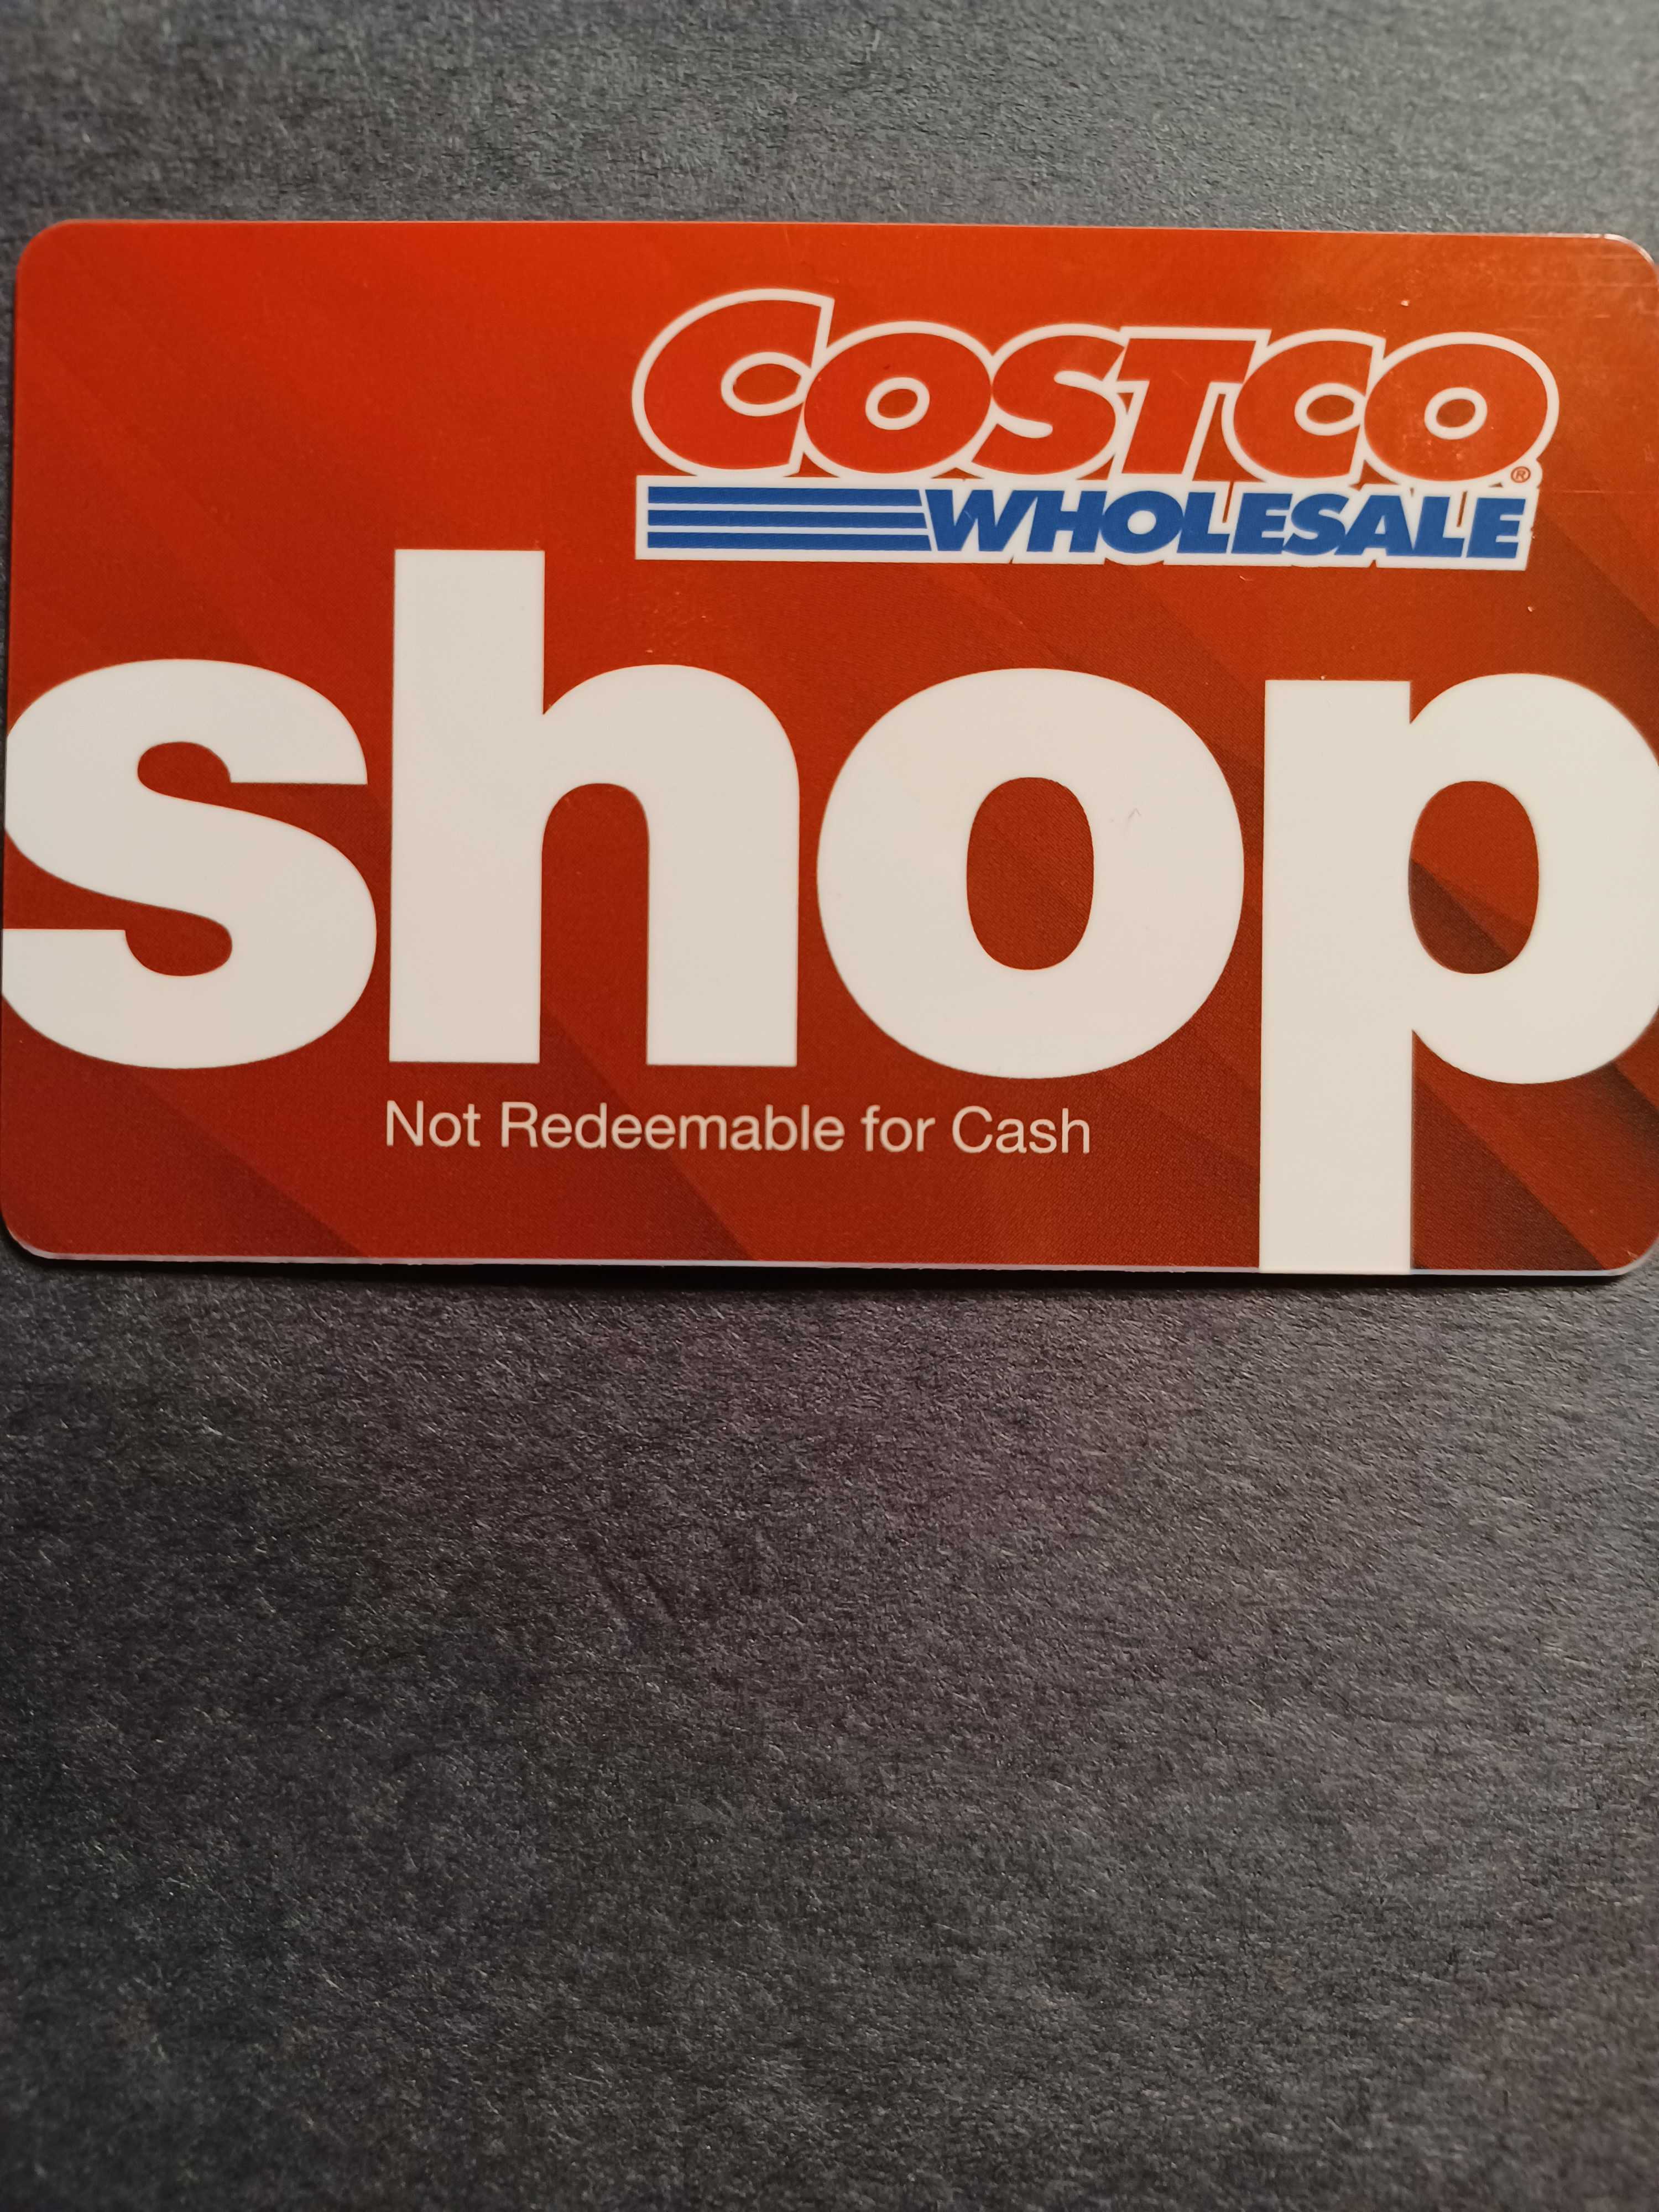 COSTCO®
WHOLESALE
shop
Not Redeemable for Cash